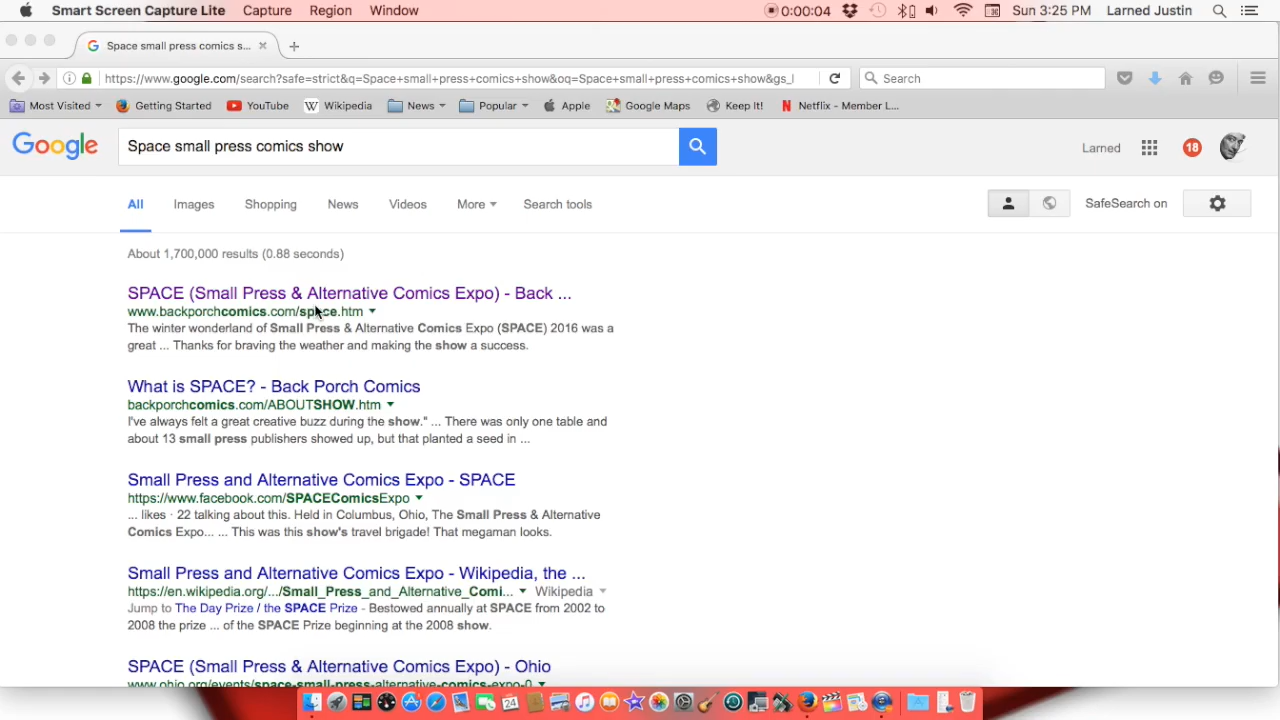 Smart Screen Capture Lite Capture Region Window 0:00:04 Sun 3:25 PM Larned Justin
Space small press comics s...
https://www.google.com/search?safe=strict&q=Space+small+press+comics+show&oq=Space+small+press+comics+show&gs_l Search
Most Visited Getting Started YouTube Wikipedia News Popular Apple Google Maps Keep It! Netflix - Member L...
Google Space small press comics show Larned 18
All Images Shopping News Videos More Search tools SafeSearch on
About 1,700,000 results (0.88 seconds)
SPACE (Small Press & Alternative Comics Expo) - Back ...
www.backporchcomics.com/space.htm
The winter wonderland of Small Press & Alternative Comics Expo (SPACE) 2016 was a
great ... Thanks for braving the weather and making the show a success.
What is SPACE? - Back Porch Comics
backporchcomics.com/ABOUTSHOW.htm
I've always felt a great creative buzz during the show." ... There was only one table and
about 13 small press publishers showed up, but that planted a seed in ...
Small Press and Alternative Comics Expo - SPACE
https://www.facebook.com/SPACEComicsExpo
... likes · 22 talking about this. Held in Columbus, Ohio, The Small Press & Alternative
Comics Expo... ... This was this show's travel brigade! That megaman looks.
Small Press and Alternative Comics Expo - Wikipedia, the ...
https://en.wikipedia.org/.../Small_Press_and_Alternative_Comi... Wikipedia
Jump to The Day Prize / the SPACE Prize - Bestowed annually at SPACE from 2002 to
2008 the prize ... of the SPACE Prize beginning at the 2008 show.
SPACE (Small Press & Alternative Comics Expo) - Ohio
www.ohio.org/events/space-small-press-alternative-comics-expo-0
24